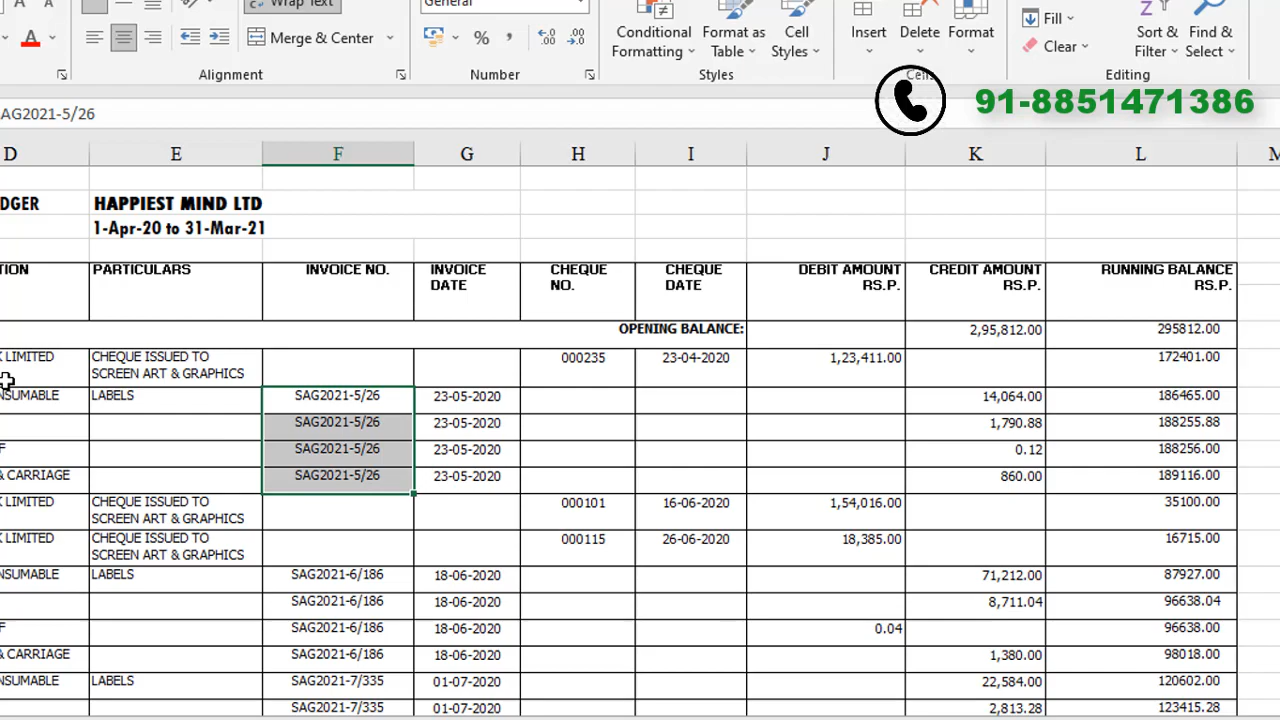 Wrap Text
General
Merge & Center
Conditional Formatting
Format as Table
Cell Styles
Insert
Delete
Format
Fill
Clear
Sort & Filter
Find & Select
Alignment
Number
Styles
Cells
Editing
91-8851471386
SAG2021-5/26
D E F G H I J K L M
DGER HAPPIEST MIND LTD
1-Apr-20 to 31-Mar-21
TION PARTICULARS INVOICE NO. INVOICE DATE CHEQUE NO. CHEQUE DATE DEBIT AMOUNT RS.P. CREDIT AMOUNT RS.P. RUNNING BALANCE RS.P.
OPENING BALANCE: 2,95,812.00 295812.00
K LIMITED CHEQUE ISSUED TO SCREEN ART & GRAPHICS 000235 23-04-2020 1,23,411.00 172401.00
NSUMABLE LABELS SAG2021-5/26 23-05-2020 14,064.00 186465.00
SAG2021-5/26 23-05-2020 1,790.88 188255.88
F SAG2021-5/26 23-05-2020 0.12 188256.00
& CARRIAGE SAG2021-5/26 23-05-2020 860.00 189116.00
K LIMITED CHEQUE ISSUED TO SCREEN ART & GRAPHICS 000101 16-06-2020 1,54,016.00 35100.00
K LIMITED CHEQUE ISSUED TO SCREEN ART & GRAPHICS 000115 26-06-2020 18,385.00 16715.00
NSUMABLE LABELS SAG2021-6/186 18-06-2020 71,212.00 87927.00
SAG2021-6/186 18-06-2020 8,711.04 96638.04
F SAG2021-6/186 18-06-2020 0.04 96638.00
& CARRIAGE SAG2021-6/186 18-06-2020 1,380.00 98018.00
NSUMABLE LABELS SAG2021-7/335 01-07-2020 22,584.00 120602.00
SAG2021-7/335 01-07-2020 2,813.28 123415.28